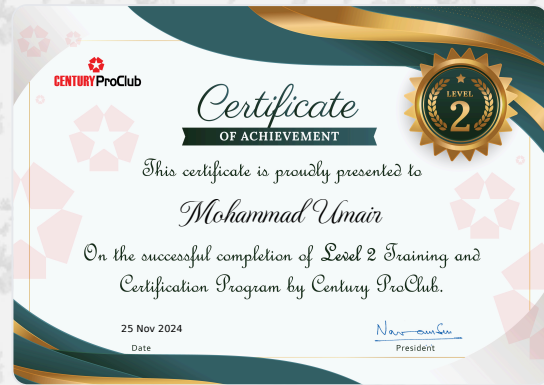 CENTURY ProClub
Certificate
OF ACHIEVEMENT
LEVEL
2
This certificate is proudly presented to
Mohammad Umair
On the successful completion of Level 2 Training and
Certification Program by Century ProClub.
25 Nov 2024
Date
President